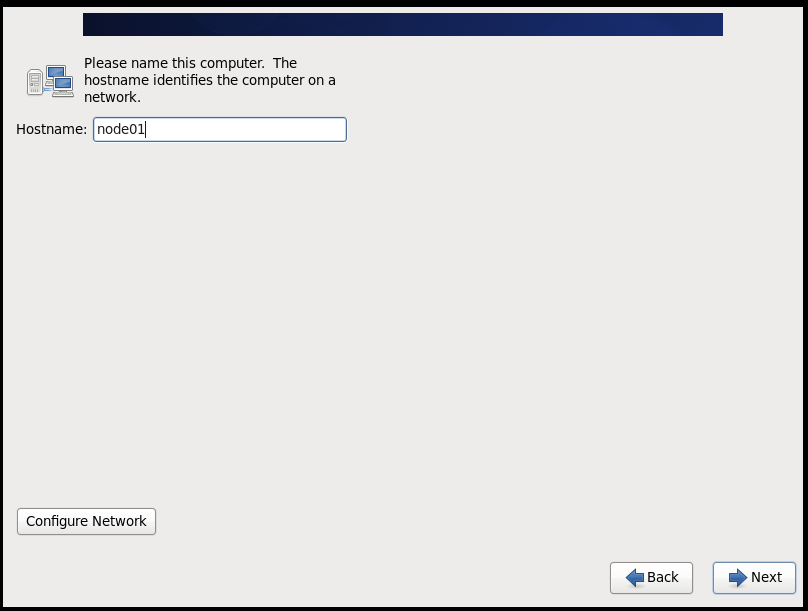 Please name this computer.  The
hostname identifies the computer on a
network.
Hostname: node01
Configure Network
Back
Next